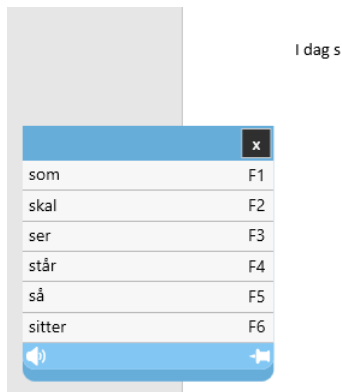 I dag s
x
som F1
skal F2
ser F3
står F4
så F5
sitter F6